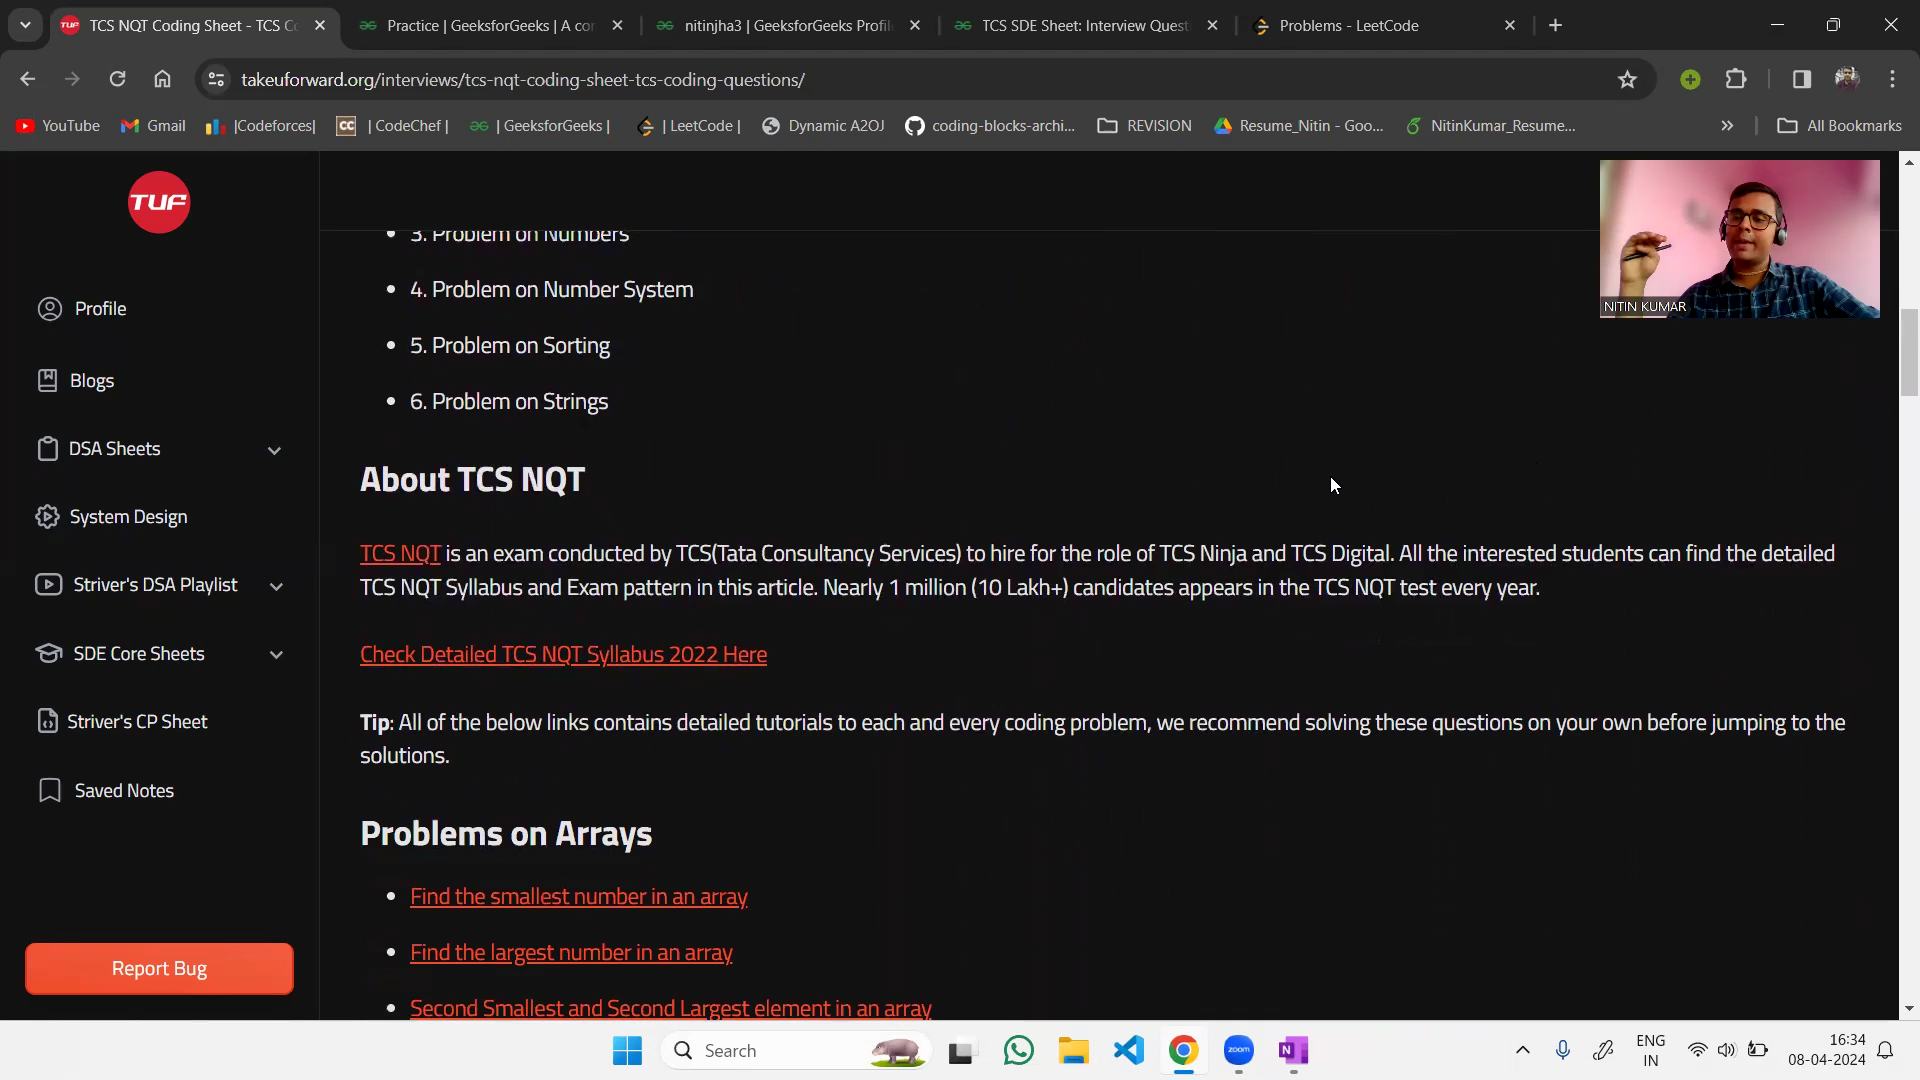 TCS NQT Coding Sheet - TCS Co
Practice | GeeksforGeeks | A cor
nitinjha3 | GeeksforGeeks Profil
TCS SDE Sheet: Interview Quest
Problems - LeetCode
takeuforward.org/interviews/tcs-nqt-coding-sheet-tcs-coding-questions/
YouTube
Gmail
|Codeforces|
CC | CodeChef |
| GeeksforGeeks |
| LeetCode |
Dynamic A2OJ
coding-blocks-archi...
REVISION
Resume_Nitin - Goo...
NitinKumar_Resume...
All Bookmarks
TUF
Profile
Blogs
DSA Sheets
System Design
Striver's DSA Playlist
SDE Core Sheets
Striver's CP Sheet
Saved Notes
Report Bug
NITIN KUMAR
3. Problem on Numbers
4. Problem on Number System
5. Problem on Sorting
6. Problem on Strings
About TCS NQT
TCS NQT is an exam conducted by TCS(Tata Consultancy Services) to hire for the role of TCS Ninja and TCS Digital. All the interested students can find the detailed
TCS NQT Syllabus and Exam pattern in this article. Nearly 1 million (10 Lakh+) candidates appears in the TCS NQT test every year.
Check Detailed TCS NQT Syllabus 2022 Here
Tip: All of the below links contains detailed tutorials to each and every coding problem, we recommend solving these questions on your own before jumping to the
solutions.
Problems on Arrays
Find the smallest number in an array
Find the largest number in an array
Second Smallest and Second Largest element in an array
Search
zoom
ENG
IN
16:34
08-04-2024